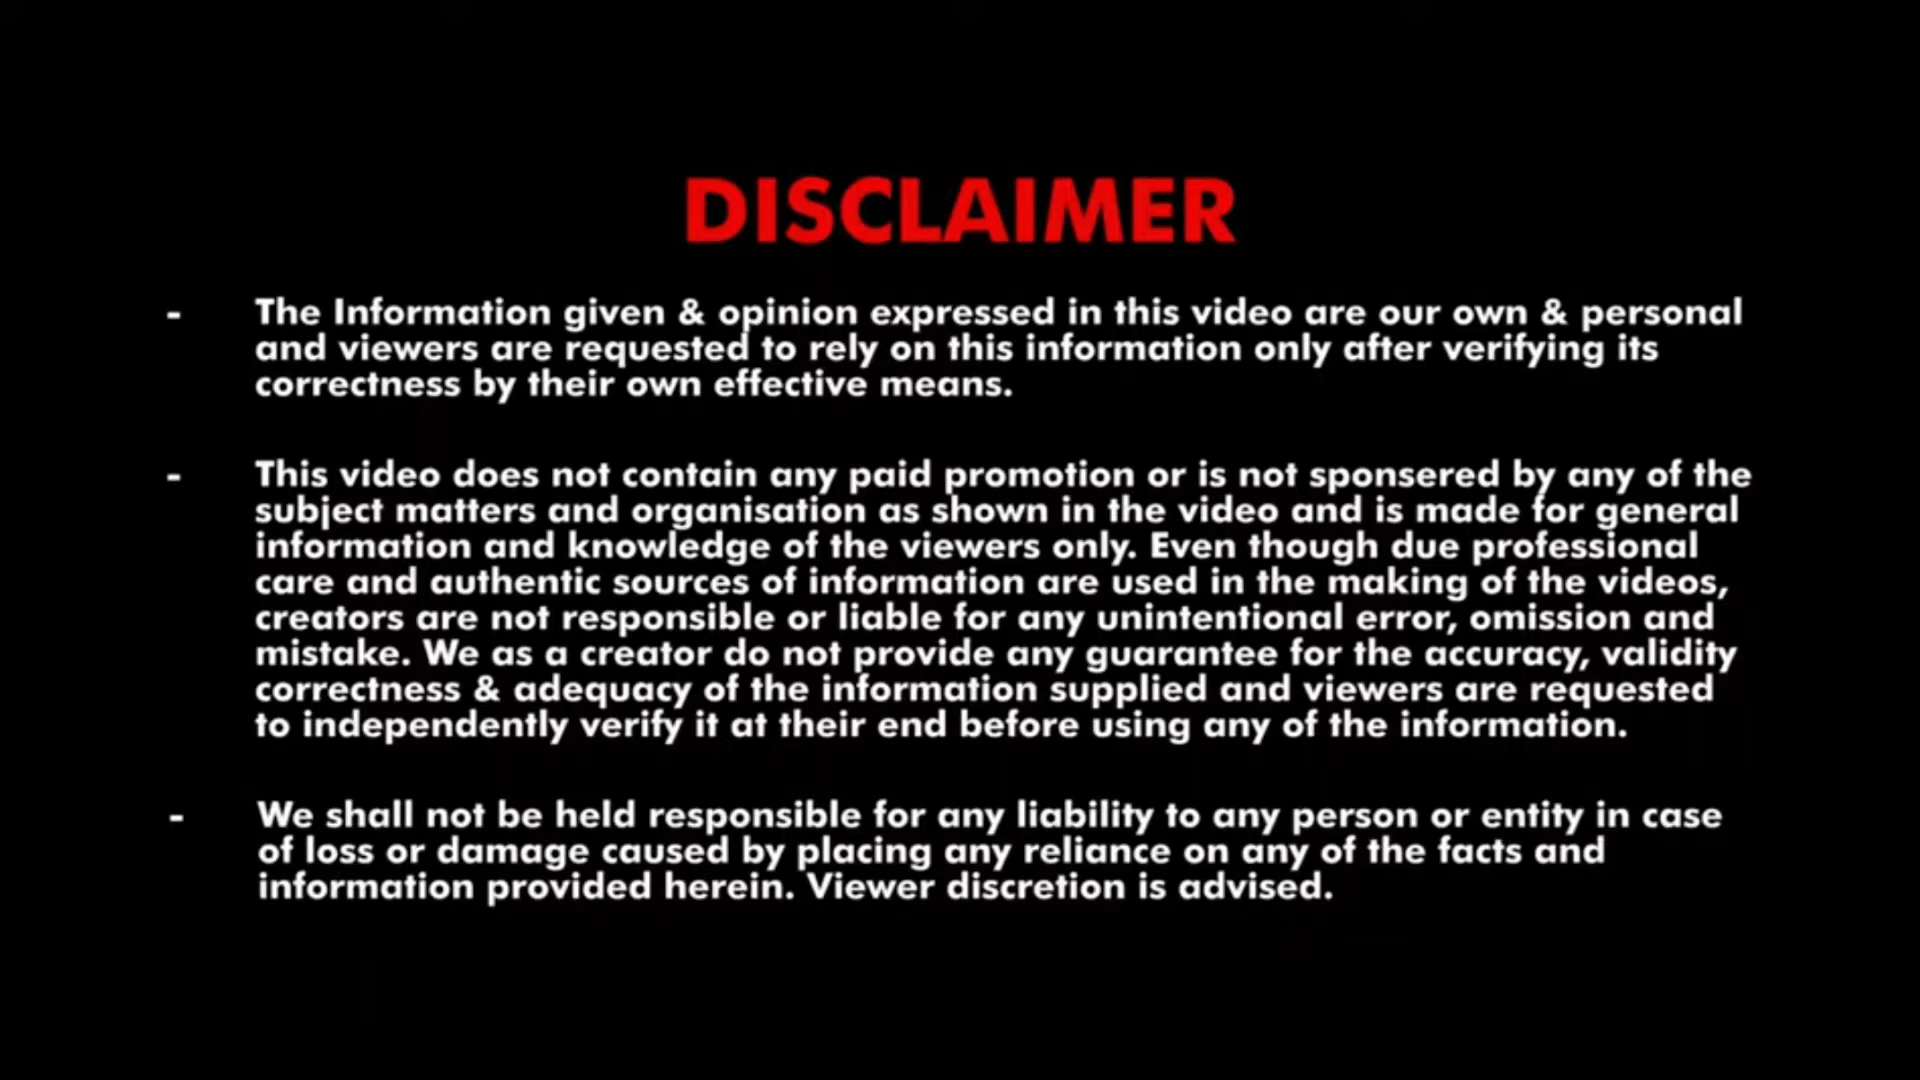 DISCLAIMER
- The Information given & opinion expressed in this video are our own & personal
and viewers are requested to rely on this information only after verifying its
correctness by their own effective means.
- This video does not contain any paid promotion or is not sponsered by any of the
subject matters and organisation as shown in the video and is made for general
information and knowledge of the viewers only. Even though due professional
care and authentic sources of information are used in the making of the videos,
creators are not responsible or liable for any unintentional error, omission and
mistake. We as a creator do not provide any guarantee for the accuracy, validity
correctness & adequacy of the information supplied and viewers are requested
to independently verify it at their end before using any of the information.
- We shall not be held responsible for any liability to any person or entity in case
of loss or damage caused by placing any reliance on any of the facts and
information provided herein. Viewer discretion is advised.